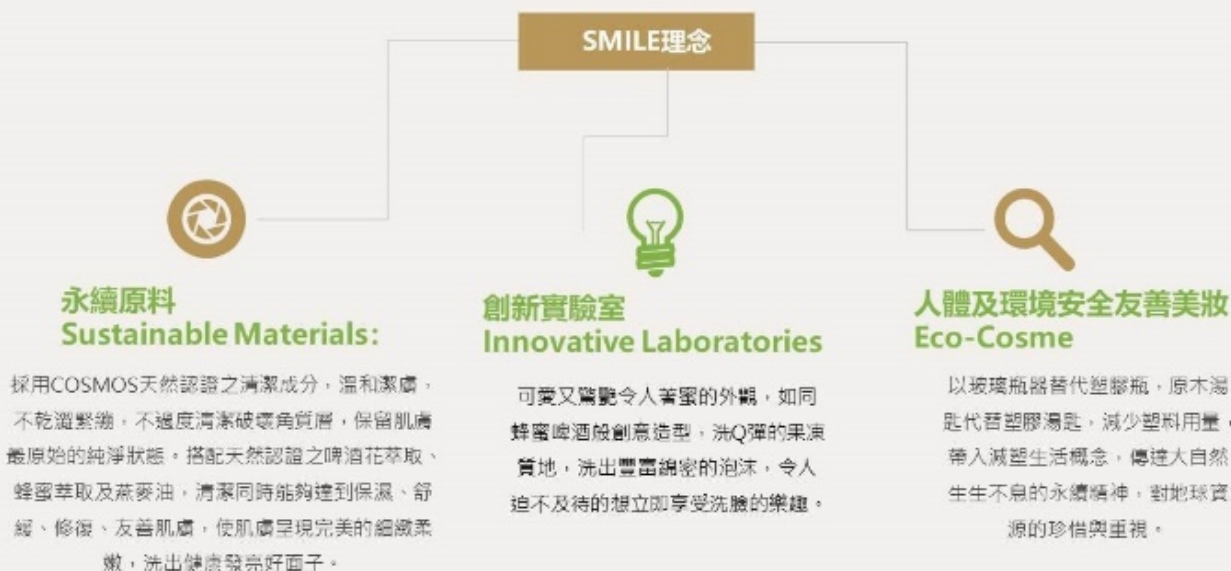 SMILE理念
永續原料
Sustainable Materials:
採用COSMOS天然認證之清潔成分，溫和潔膚，
不乾澀緊繃，不過度清潔破壞角質層，保留肌膚
最原始的純淨狀態。搭配天然認證之啤酒花萃取、
蜂蜜萃取及燕麥油，清潔同時能夠達到保濕、舒
緩、修復、友善肌膚，使肌膚呈現完美的細緻柔
嫩，洗出健康發亮好面子。
創新實驗室
Innovative Laboratories
可愛又驚艷令人著蜜的外觀，如同
蜂蜜啤酒般創意造型，洗Q彈的果凍
質地，洗出豐富綿密的泡沫，令人
迫不及待的想立即享受洗臉的樂趣。
人體及環境安全友善美妝
Eco-Cosme
以玻璃瓶器替代塑膠瓶，原木湯
匙代替塑膠湯匙，減少塑料用量，
帶入減塑生活概念，傳達大自然
生生不息的永續精神，對地球資
源的珍惜與重視。